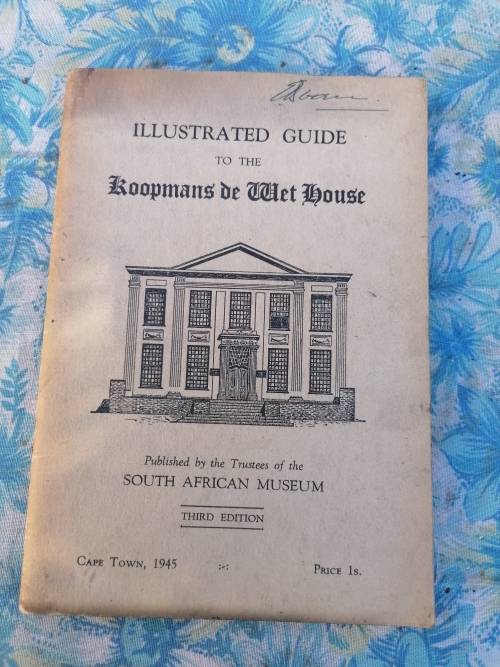 ILLUSTRATED GUIDE
TO THE
Koopmans de Wet House
Published by the Trustees of the
SOUTH AFRICAN MUSEUM
THIRD EDITION
CAPE TOWN, 1945 :-: PRICE 1s.